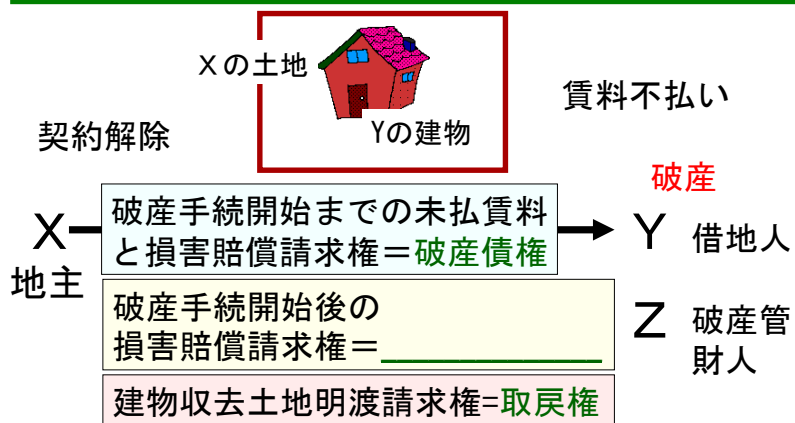 Xの土地
Yの建物
賃料不払い
契約解除
破産
X
地主
破産手続開始までの未払賃料
と損害賠償請求権＝破産債権
Y 借地人
破産手続開始後の
損害賠償請求権＝____________
Z 破産管
財人
建物収去土地明渡請求権=取戻権